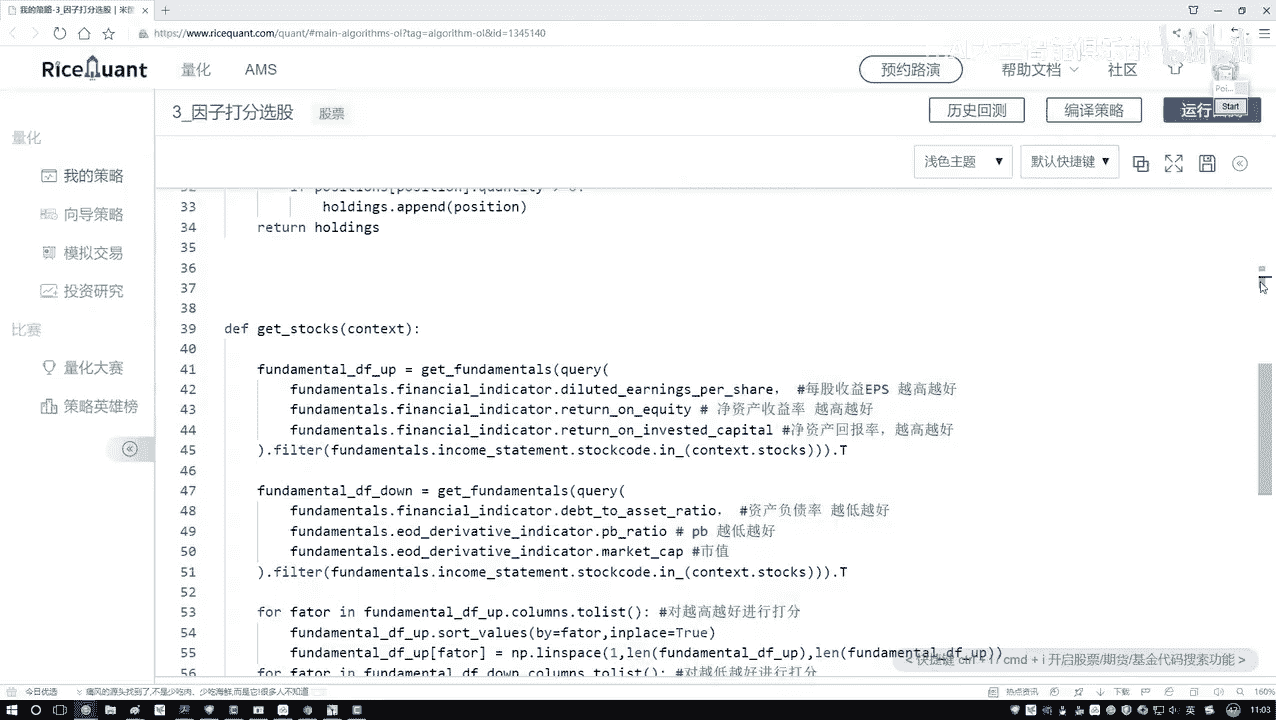 我的策略-3_因子打分选股 | 米筐
https://www.ricequant.com/quant/#main-algorithms-ol?tag=algorithm-ol&id=1345140
RiceQuant 量化 AMS 预约路演 帮助文档 社区
Poi...
Start
3_因子打分选股 股票 历史回测 编译策略 运行回
浅色主题 ▼ 默认快捷键 ▼
量化
我的策略
向导策略
模拟交易
投资研究
比赛
量化大赛
策略英雄榜
33 holdings.append(position)
34 return holdings
35
36
37
38
39 def get_stocks(context):
40
41 fundamental_df_up = get_fundamentals(query(
42 fundamentals.financial_indicator.diluted_earnings_per_share, #每股收益EPS 越高越好
43 fundamentals.financial_indicator.return_on_equity # 净资产收益率 越高越好
44 fundamentals.financial_indicator.return_on_invested_capital #净资产回报率,越高越好
45 ).filter(fundamentals.income_statement.stockcode.in_(context.stocks))).T
46
47 fundamental_df_down = get_fundamentals(query(
48 fundamentals.financial_indicator.debt_to_asset_ratio, #资产负债率 越低越好
49 fundamentals.eod_derivative_indicator.pb_ratio # pb 越低越好
50 fundamentals.eod_derivative_indicator.market_cap #市值
51 ).filter(fundamentals.income_statement.stockcode.in_(context.stocks))).T
52
53 for fator in fundamental_df_up.columns.tolist(): #对越高越好进行打分
54 fundamental_df_up.sort_values(by=fator,inplace=True)
55 fundamental_df_up[fator] = np.linspace(1,len(fundamental_df_up),len(fundamental_df_up))
56 for fator in fundamental_df_down.columns.tolist(): #对越低越好进行打分
< 快捷键 ctrl + i / cmd + i 开启股票/期货/基金代码搜索功能 >
今日优选 痛风的源头找到了,不是少吃肉、少吃海鲜,而是它!很多人不知道 热点资讯 下载 160%
英 11:03